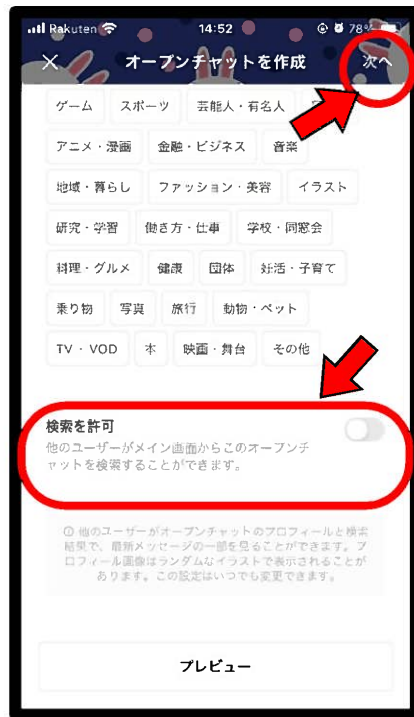 Rakuten 14:52 78%
オープンチャットを作成 次へ
ゲーム スポーツ 芸能人・有名人
アニメ・漫画 金融・ビジネス 音楽
地域・暮らし ファッション・美容 イラスト
研究・学習 働き方・仕事 学校・同窓会
料理・グルメ 健康 団体 妊活・子育て
乗り物 写真 旅行 動物・ペット
TV・VOD 本 映画・舞台 その他
検索を許可
他のユーザーがメイン画面からこのオープンチ
ャットを検索することができます。
他のユーザーがオープンチャットのプロフィールと検索
結果で、最新メッセージの一部を見ることができます。プ
ロフィール画像はランダムなイラストで表示されることが
あります。この設定はいつでも変更できます。
プレビュー